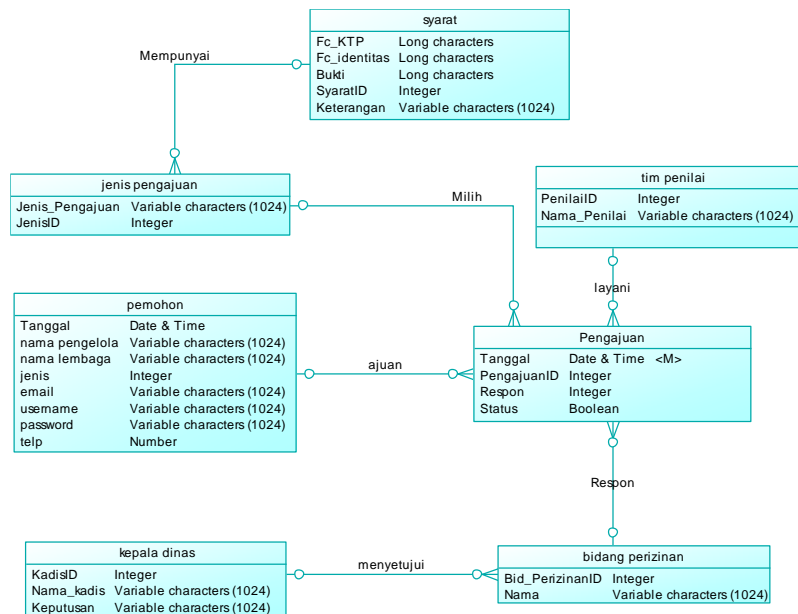 syarat
Fc_KTP Long characters
Fc_identitas Long characters
Bukti Long characters
SyaratID Integer
Keterangan Variable characters (1024)
Mempunyai
jenis pengajuan
Jenis_Pengajuan Variable characters (1024)
JenisID Integer
Milih
tim penilai
PenilaiID Integer
Nama_Penilai Variable characters (1024)
layani
pemohon
Tanggal Date & Time
nama pengelola Variable characters (1024)
nama lembaga Variable characters (1024)
jenis Integer
email Variable characters (1024)
username Variable characters (1024)
password Variable characters (1024)
telp Number
ajuan
Pengajuan
Tanggal Date & Time <M>
PengajuanID Integer
Respon Integer
Status Boolean
Respon
kepala dinas
KadisID Integer
Nama_kadis Variable characters (1024)
Keputusan Variable characters (1024)
menyetujui
bidang perizinan
Bid_PerizinanID Integer
Nama Variable characters (1024)